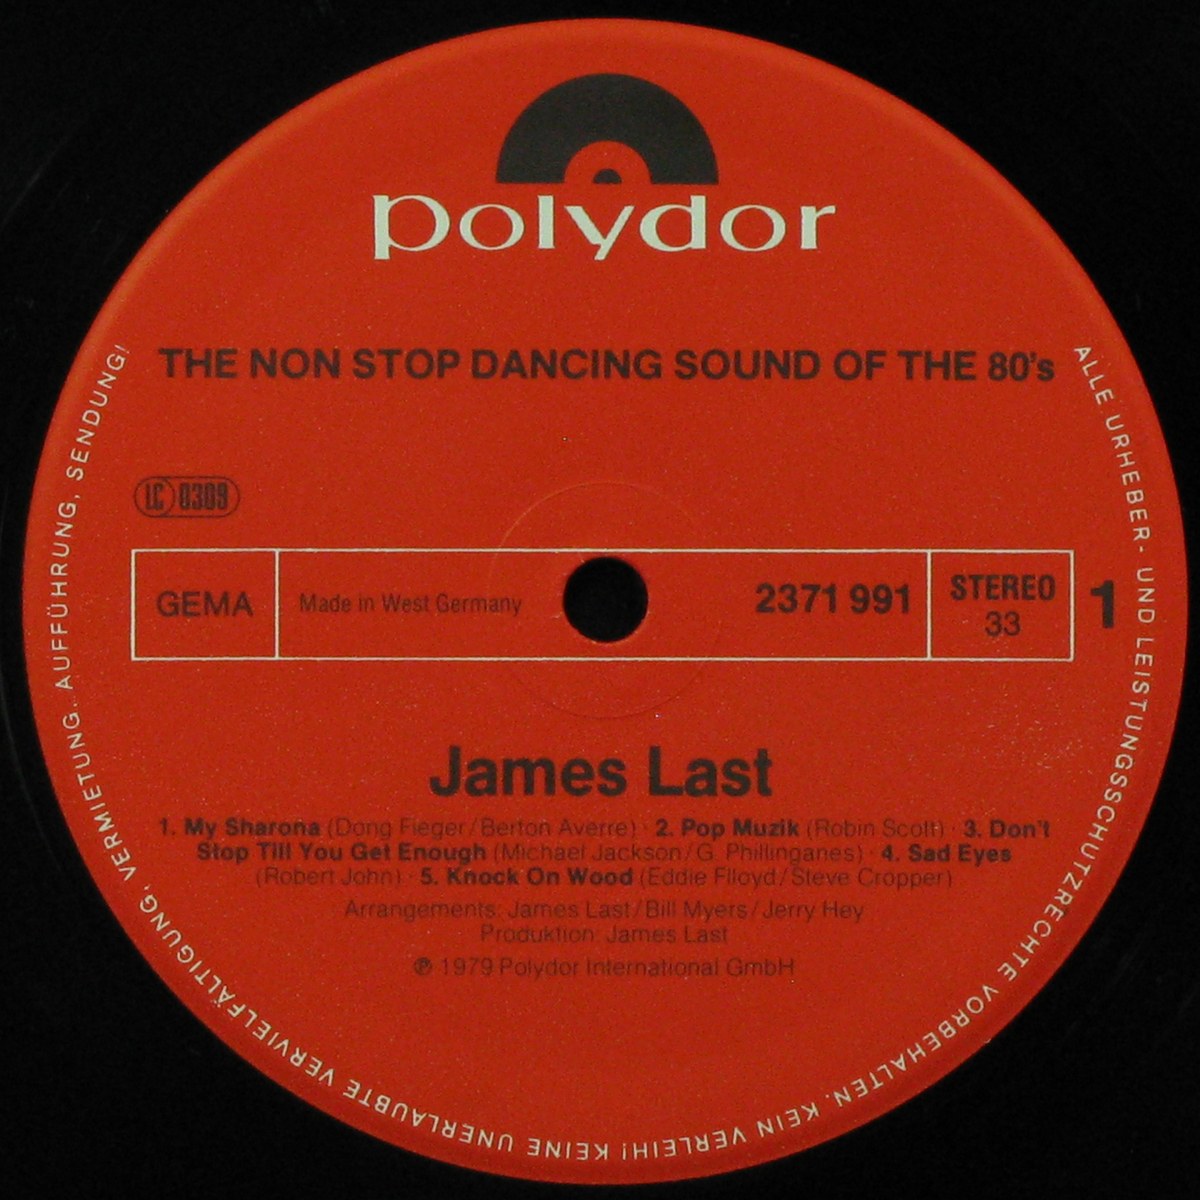 polydor
THE NON STOP DANCING SOUND OF THE 80's
LC 0309
GEMA
Made in West Germany
2371 991
STEREO
33
1
James Last
1. My Sharona (Dong Fieger/Berton Averre) · 2. Pop Muzik (Robin Scott) · 3. Don't
Stop Till You Get Enough (Michael Jackson/G. Phillinganes) · 4. Sad Eyes
(Robert John) · 5. Knock On Wood (Eddie Flloyd/Steve Cropper)
Arrangements: James Last/Bill Myers/Jerry Hey
Produktion: James Last
℗ 1979 Polydor International GmbH
ALLE URHEBER- UND LEISTUNGSSCHUTZRECHTE VORBEHALTEN. KEIN VERLEIH! KEINE UNERLAUBTE VERVIELFÄLTIGUNG, VERMIETUNG, AUFFÜHRUNG, SENDUNG!